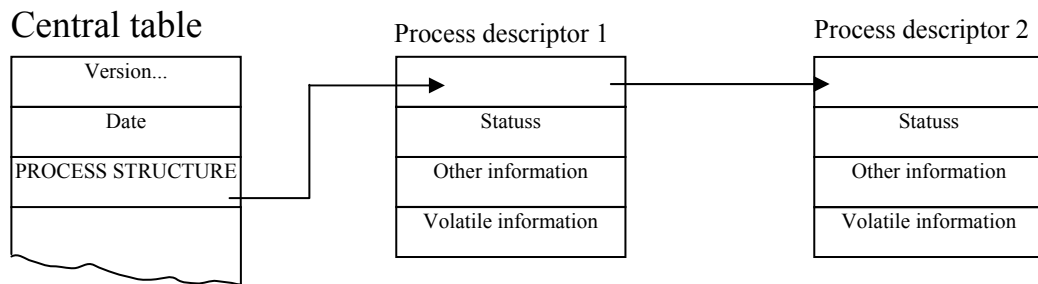 Central table
Version...
Date
PROCESS STRUCTURE
Process descriptor 1
Statuss
Other information
Volatile information
Process descriptor 2
Statuss
Other information
Volatile information